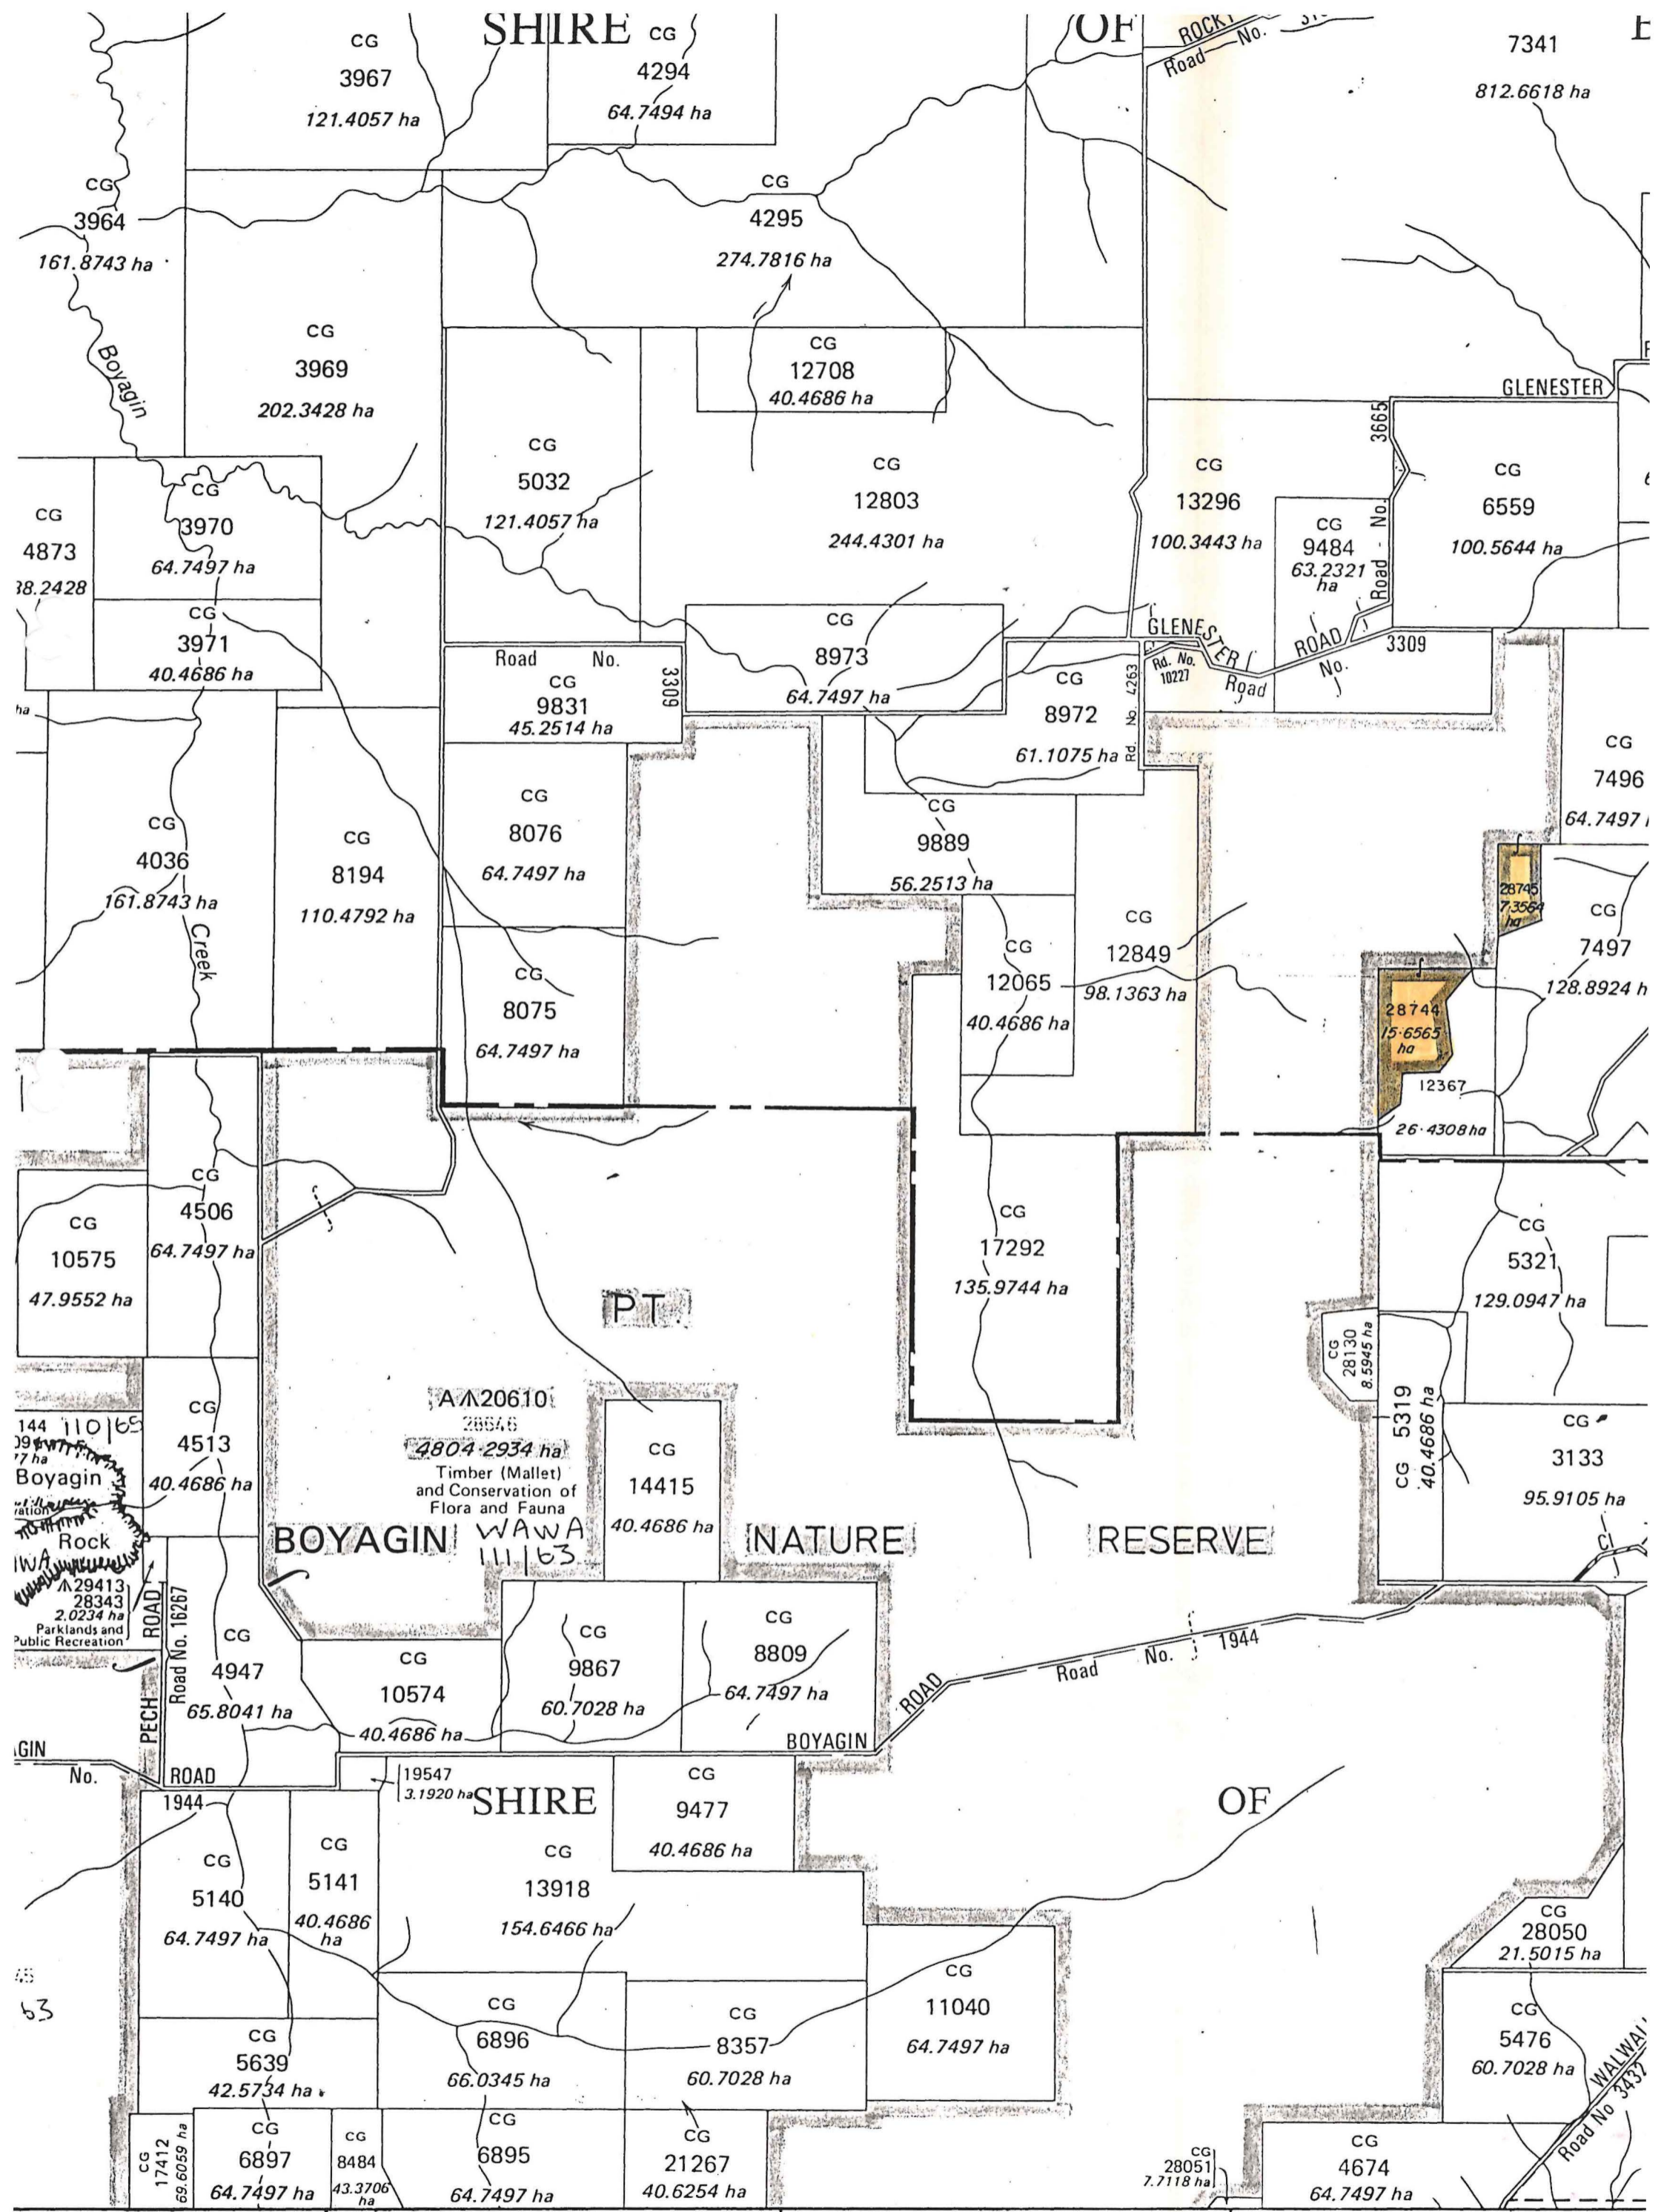 SHIRE
OF
CG
3967
121.4057 ha
CG
4294
64.7494 ha
Road No.
7341
812.6618 ha
CG
3964
161.8743 ha
CG
4295
274.7816 ha
Boyagin
CG
3969
202.3428 ha
CG
12708
40.4686 ha
GLENESTER
3665
Road - No.
CG
5032
121.4057 ha
CG
12803
244.4301 ha
CG
13296
100.3443 ha
CG
9484
63.2321
ha
CG
6559
100.5644 ha
CG
4873
38.2428
CG
3970
64.7497 ha
CG
3971
40.4686 ha
ha
Road No.
3309
CG
9831
45.2514 ha
CG
8973
64.7497 ha
GLENESTER ROAD
Rd. No.
10227
Road No.
3309
CG
8972
61.1075 ha
Rd. No. 4263
CG
7496
64.7497
CG
4036
161.8743 ha
Creek
CG
8194
110.4792 ha
CG
8076
64.7497 ha
CG
9889
56.2513 ha
28745
7.3564
ha
CG
7497
128.8924 h
CG
8075
64.7497 ha
CG
12065
40.4686 ha
CG
12849
98.1363 ha
28744
15.6565
ha
12367
26.4308 ha
CG
4506
64.7497 ha
CG
10575
47.9552 ha
CG
17292
135.9744 ha
CG
5321
129.0947 ha
PT.
CG
28130
8.5945 ha
CG 5319
40.4686 ha
A 20610
28646
4804.2934 ha
Timber (Mallet)
and Conservation of
Flora and Fauna
WAWA
111/63
CG
14415
40.4686 ha
CG
3133
95.9105 ha
144 110/65
Boyagin
Rock
CG
4513
40.4686 ha
BOYAGIN NATURE RESERVE
29413
28343
2.0234 ha
Parklands and
Public Recreation
PECH ROAD
Road No. 16267
CG
4947
65.8041 ha
CG
10574
40.4686 ha
CG
9867
60.7028 ha
CG
8809
64.7497 ha
BOYAGIN ROAD
Road No. 1944
AGIN ROAD
No. 1944
19547
3.1920 ha
SHIRE
OF
CG
9477
40.4686 ha
CG
5140
64.7497 ha
CG
5141
40.4686
ha
CG
13918
154.6466 ha
CG
28050
21.5015 ha
63
CG
5639
42.5734 ha
CG
6896
66.0345 ha
CG
8357
60.7028 ha
CG
11040
64.7497 ha
CG
5476
60.7028 ha
WALWAL
Road No 3432
CG
17412
69.6059 ha
CG
6897
64.7497 ha
CG
8484
43.3706
ha
CG
6895
64.7497 ha
CG
21267
40.6254 ha
CG
28051
7.7118 ha
CG
4674
64.7497 ha